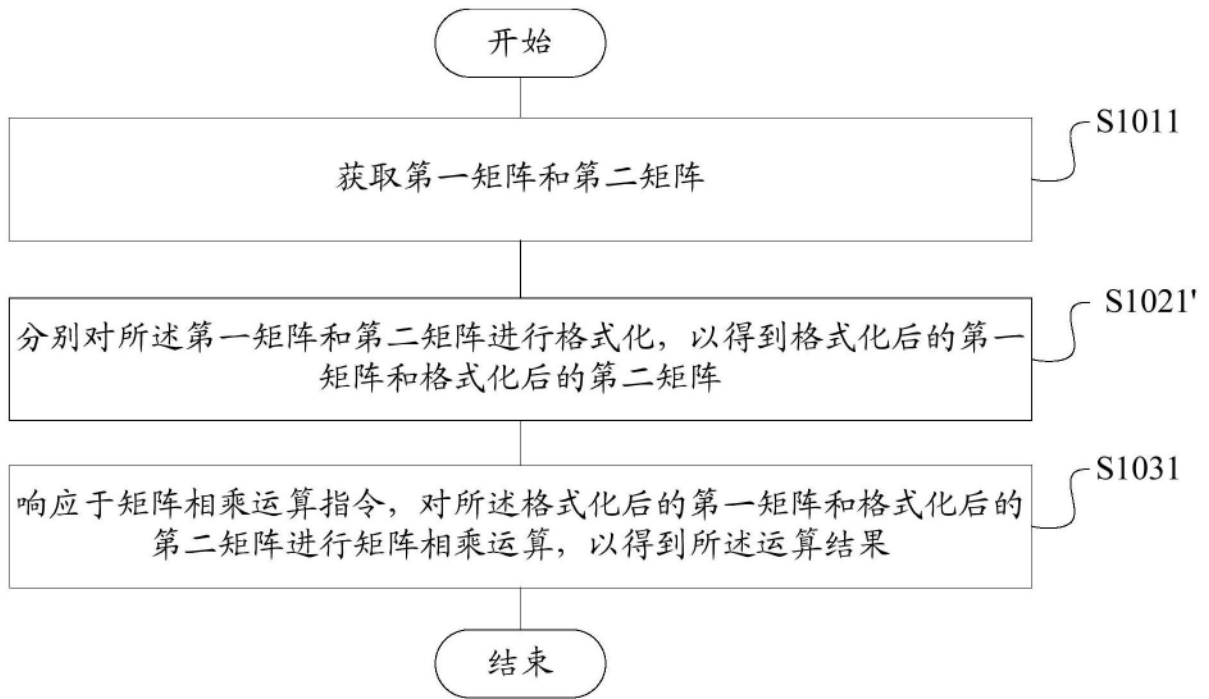 开始
S1011
获取第一矩阵和第二矩阵
S1021'
分别对所述第一矩阵和第二矩阵进行格式化，以得到格式化后的第一
矩阵和格式化后的第二矩阵
S1031
响应于矩阵相乘运算指令，对所述格式化后的第一矩阵和格式化后的
第二矩阵进行矩阵相乘运算，以得到所述运算结果
结束